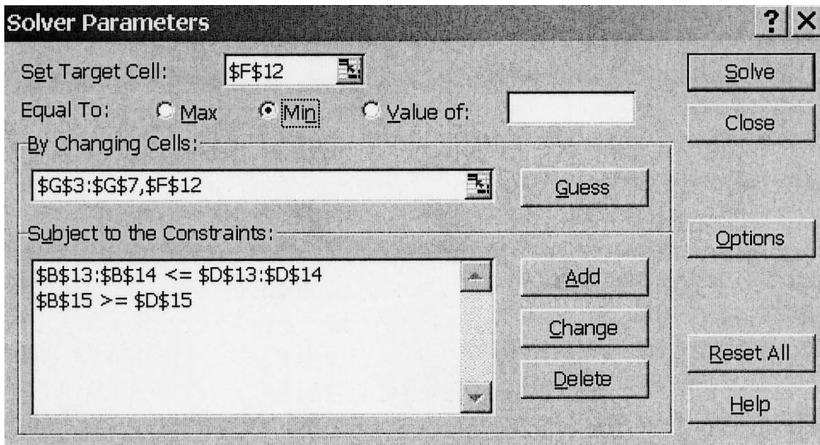 Solver Parameters
? X
Set Target Cell: $F$12
Solve
Equal To: Max Min Value of:
Close
By Changing Cells:
$G$3:$G$7,$F$12
Guess
Subject to the Constraints:
Options
$B$13:$B$14 <= $D$13:$D$14
Add
$B$15 >= $D$15
Change
Reset All
Delete
Help